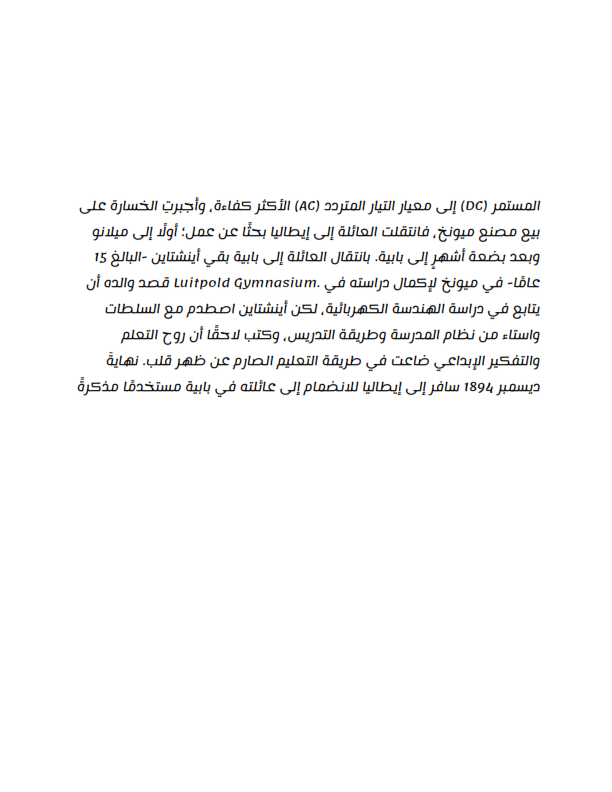 المستمر (DC) إلى معيار التيار المتردد (AC) الأكثر كفاءة، وأجبرتِ الخسارة على
بيع مصنع ميونخ، فانتقلت العائلة إلى إيطاليا بحثًا عن عمل؛ أولًا إلى ميلانو
وبعد بضعة أشهرٍ إلى بابية. بانتقال العائلة إلى بابية بقي أينشتاين -البالغ 15
عامًا- في ميونخ لإكمال دراسته في .Luitpold Gymnasium قصد والده أن
يتابع في دراسة الهندسة الكهربائية، لكن أينشتاين اصطدم مع السلطات
واستاء من نظام المدرسة وطريقة التدريس، وكتب لاحقًا أن روح التعلم
والتفكير الإبداعي ضاعت في طريقة التعليم الصارم عن ظهر قلب. نهايةَ
ديسمبر 1894 سافر إلى إيطاليا للانضمام إلى عائلته في بابية مستخدمًا مذكرةً